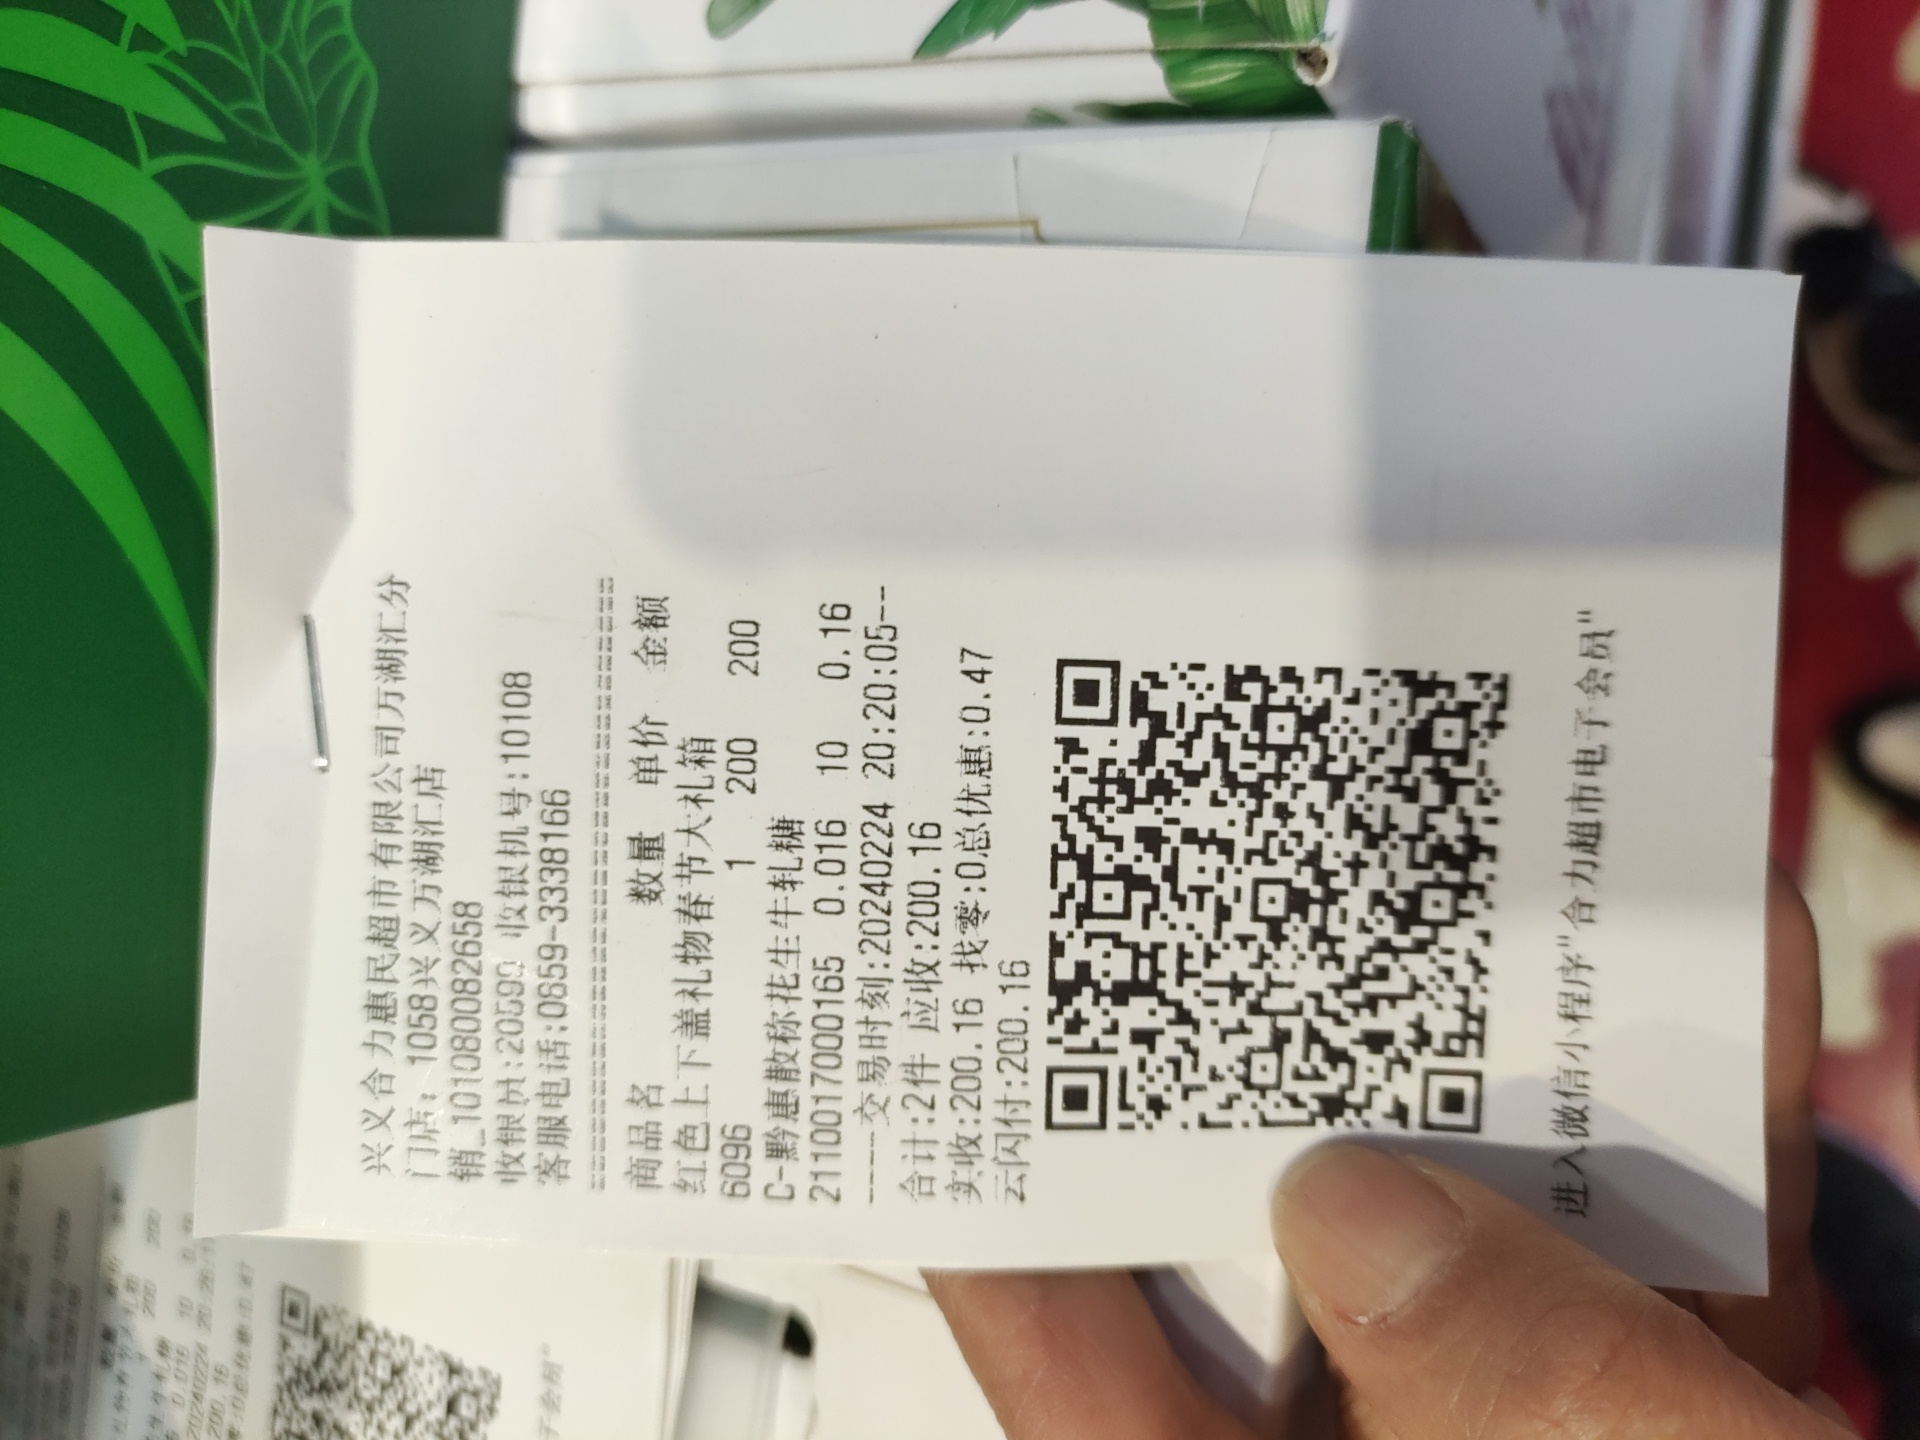 兴义合力惠民超市有限公司万湖汇分
门店: 1058兴义万湖汇店
销_10108000082658
收银员:20590 收银机号:10108
客服电话:0859-3338166
商品名 数量 单价 金额
红色上下盖礼物春节大礼箱
6096 1 200 200
C-黔惠散称花生牛轧糖
2110017000165 0.016 10 0.16
----交易时刻:20240224 20:20:05--
合计:2件 应收:200.16
实收:200.16 找零:0总优惠:0.47
云闪付:200.16
进入微信小程序"合力超市电子会员"